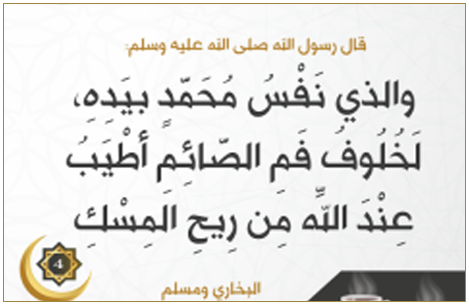 قال رسول الله صلى الله عليه وسلم:
والذي نَفْسُ مُحَمَّدٍ بيَدِهِ،
لَخُلُوفُ فَمِ الصّائِمِ أطْيَبُ
عِنْدَ اللَّهِ مِن رِيحِ المِسْكِ
4
البخاري ومسلم